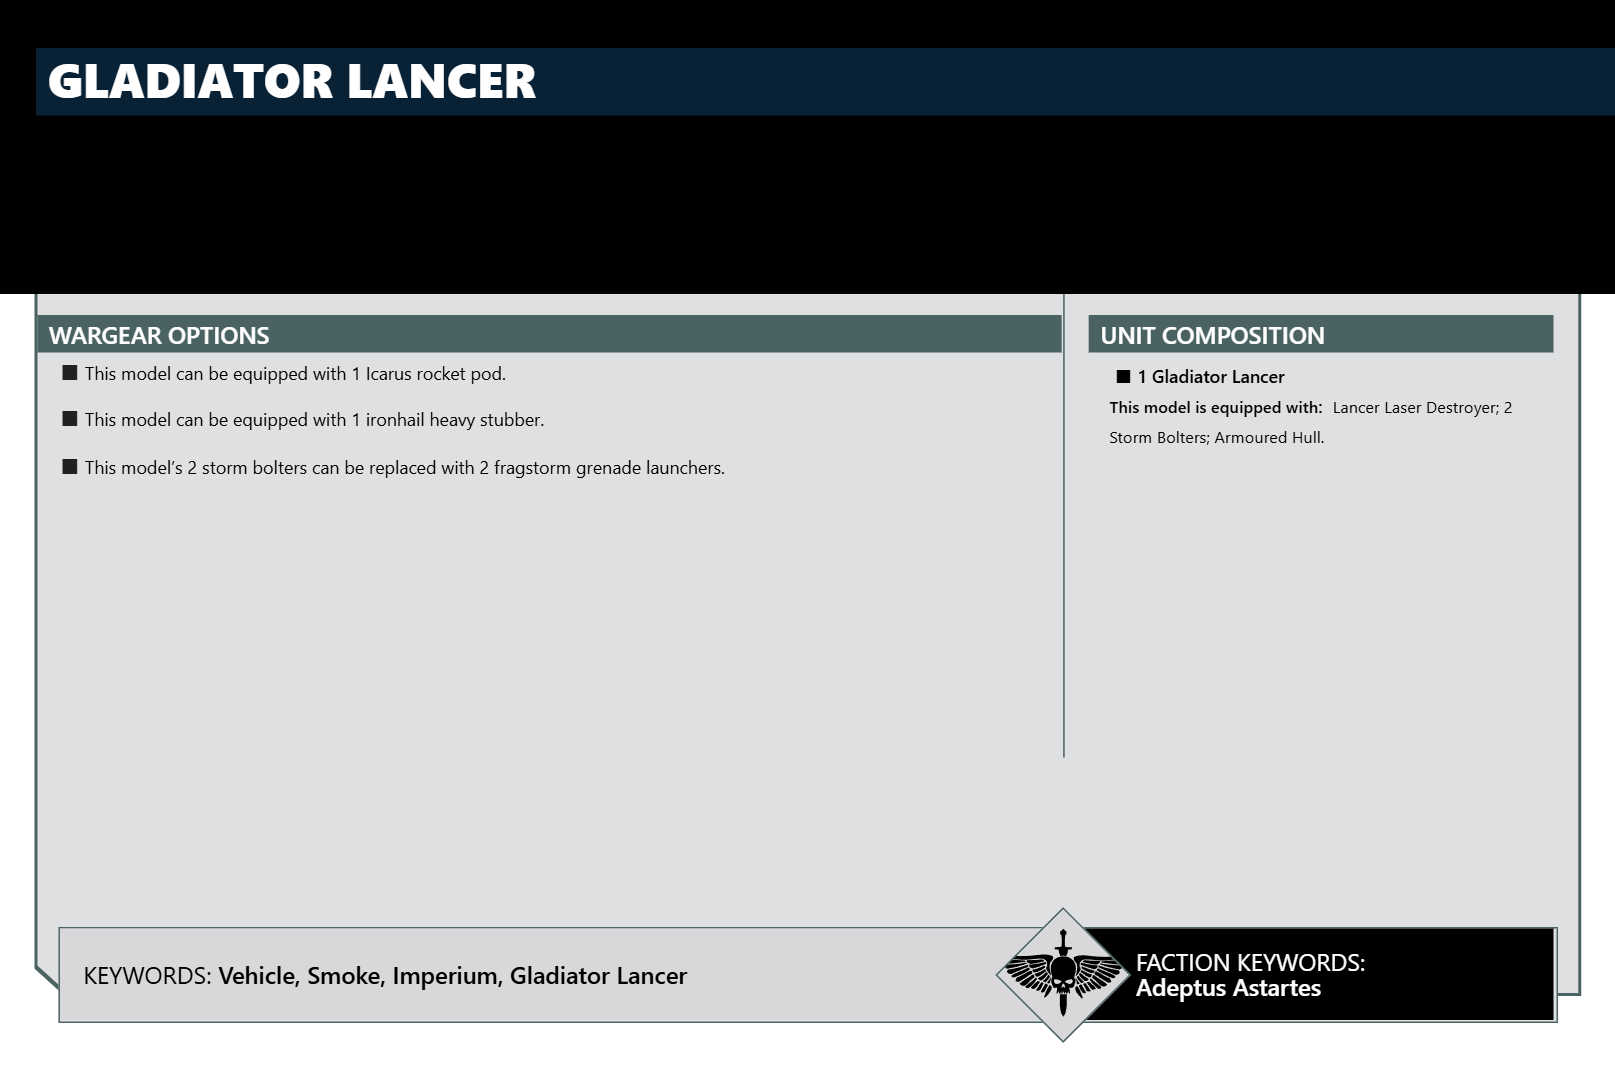 GLADIATOR LANCER
WARGEAR OPTIONS
■ This model can be equipped with 1 Icarus rocket pod.
■ This model can be equipped with 1 ironhail heavy stubber.
■ This model’s 2 storm bolters can be replaced with 2 fragstorm grenade launchers.
UNIT COMPOSITION
■ 1 Gladiator Lancer
This model is equipped with: Lancer Laser Destroyer; 2
Storm Bolters; Armoured Hull.
KEYWORDS: Vehicle, Smoke, Imperium, Gladiator Lancer
FACTION KEYWORDS:
Adeptus Astartes